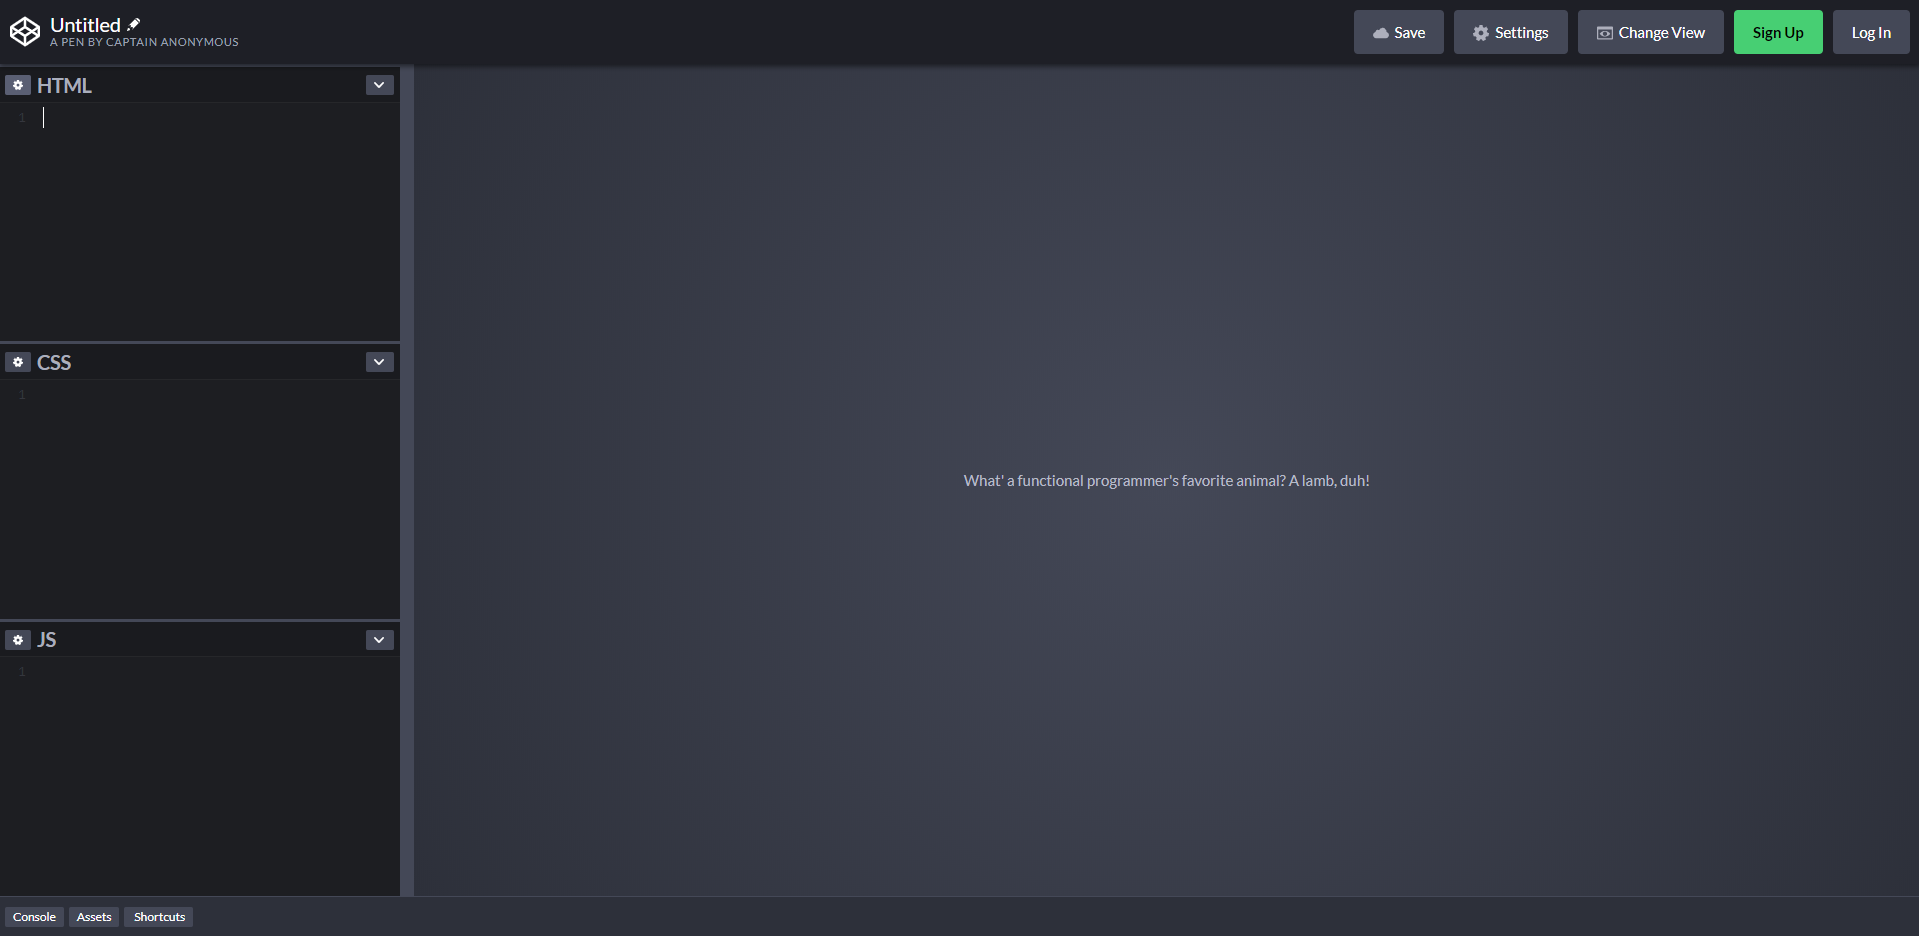 Untitled
A PEN BY CAPTAIN ANONYMOUS
Save
Settings
Change View
Sign Up
Log In
HTML
1
CSS
1
JS
1
What' a functional programmer's favorite animal? A lamb, duh!
Console
Assets
Shortcuts